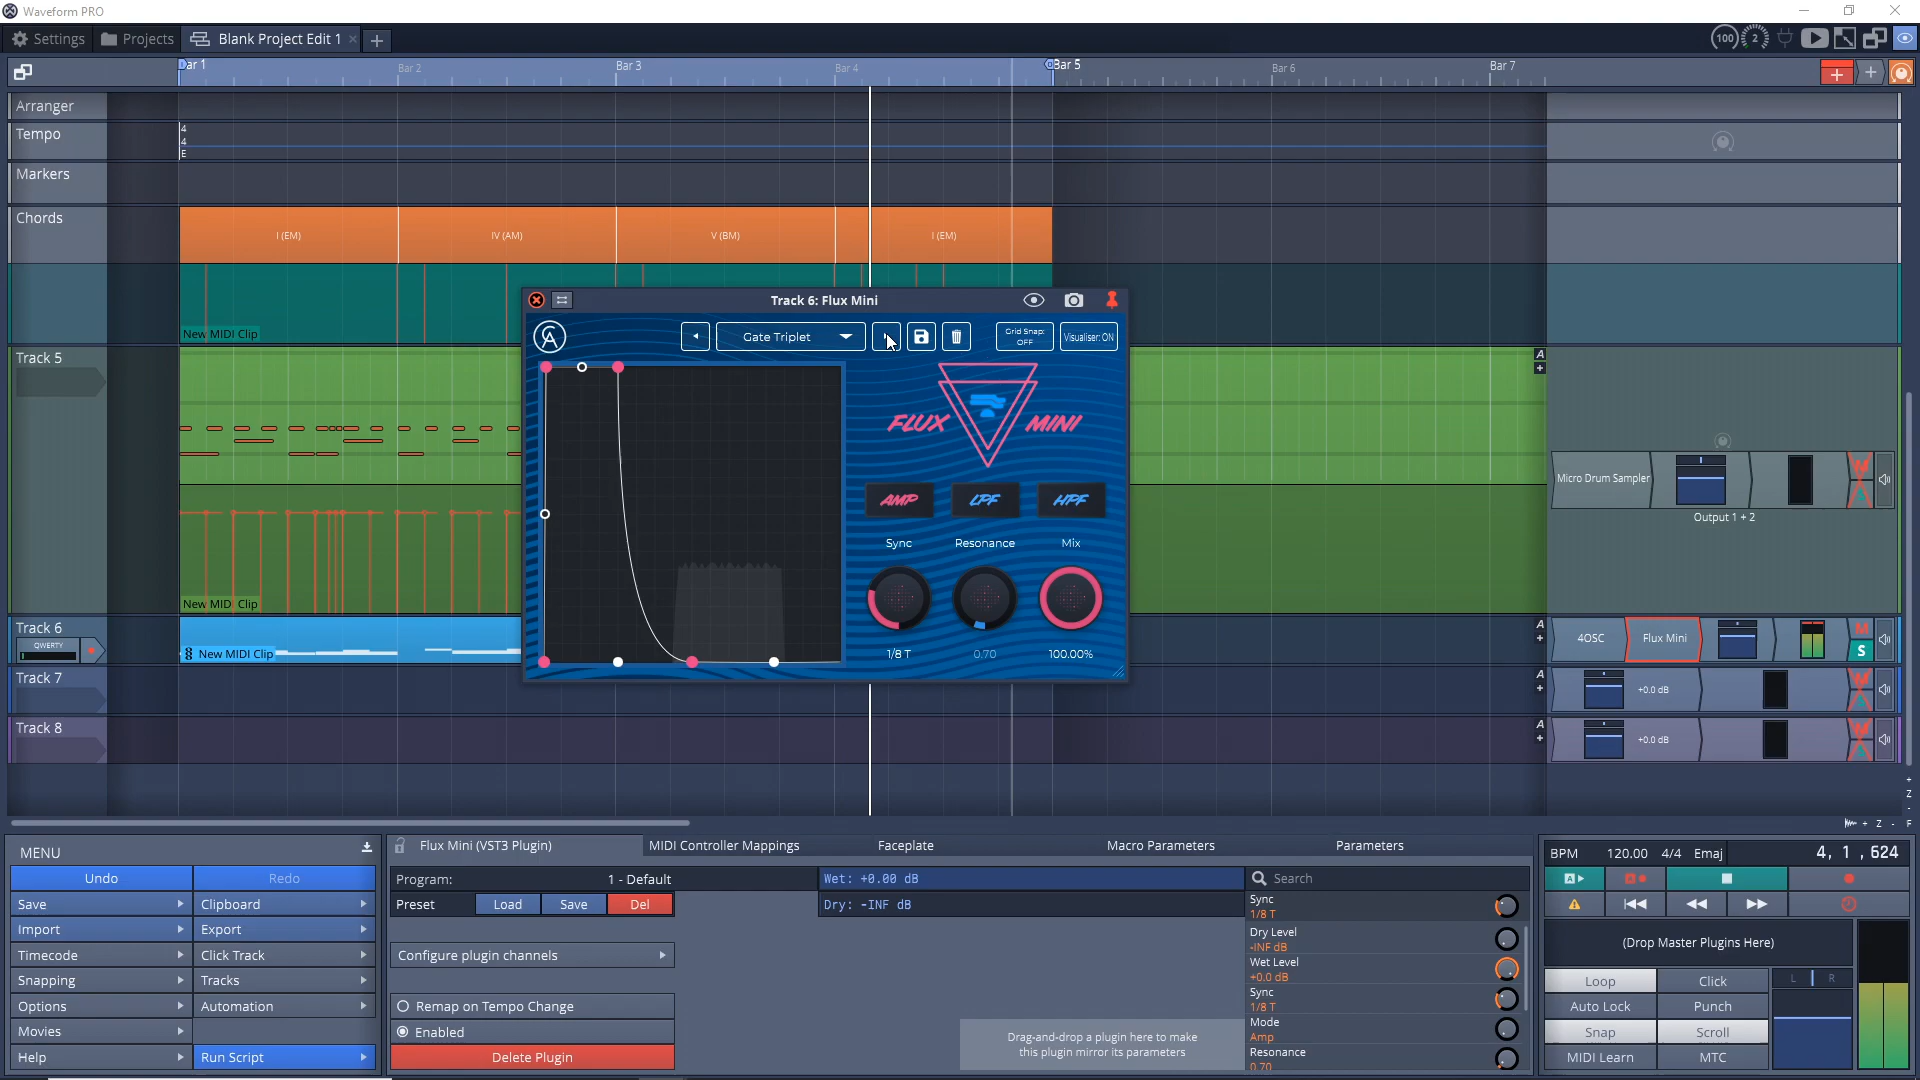 Waveform PRO
Settings
Projects
Blank Project Edit 1
100
2
ar 1
Bar 2
Bar 3
Bar 4
Bar 5
Bar 6
Bar 7
Arranger
Tempo
4
4
E
Markers
Chords
I (EM)
IV (AM)
V (BM)
I (EM)
New MIDI Clip
Track 5
New MIDI Clip
A
Micro Drum Sampler
Output 1 + 2
M
Track 6: Flux Mini
Gate Triplet
Grid Snap:
OFF
Visualiser: ON
FLUX
MINI
AMP
LPF
HPF
Sync
Resonance
Mix
1/8 T
0.70
100.00%
Track 6
QWERTY
New MIDI Clip
A
4OSC
Flux Mini
M
S
Track 7
A
+0.0 dB
M
Track 8
A
+0.0 dB
M
+
Z
-
+ Z - F
MENU
Undo
Redo
Save
Clipboard
Import
Export
Timecode
Click Track
Snapping
Tracks
Options
Automation
Movies
Help
Run Script
Flux Mini (VST3 Plugin)
MIDI Controller Mappings
Faceplate
Macro Parameters
Parameters
Program:
1 - Default
Preset
Load
Save
Del
Configure plugin channels
Remap on Tempo Change
Enabled
Delete Plugin
Wet: +0.00 dB
Dry: -INF dB
Drag-and-drop a plugin here to make
this plugin mirror its parameters
Search
Sync
1/8 T
Dry Level
-INF dB
Wet Level
+0.0 dB
Sync
1/8 T
Mode
Amp
Resonance
0.70
BPM
120.00
4/4
Emaj
4, 1, 624
A
A
(Drop Master Plugins Here)
Loop
Click
Auto Lock
Punch
Snap
Scroll
MIDI Learn
MTC
L
R